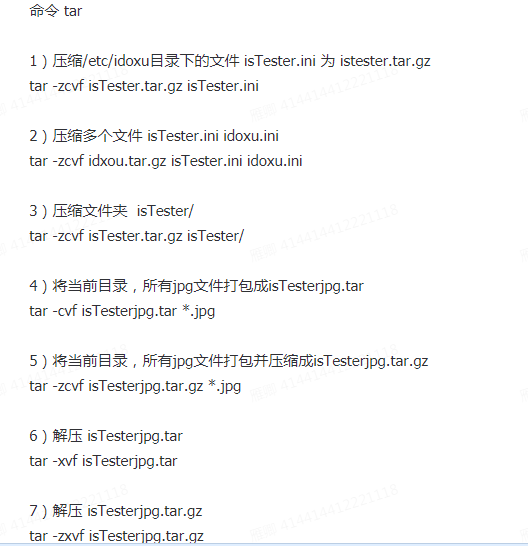 命令 tar
1）压缩/etc/idoxu目录下的文件 isTester.ini 为 istester.tar.gz
tar -zcvf isTester.tar.gz isTester.ini
2）压缩多个文件 isTester.ini idoxu.ini
tar -zcvf idxou.tar.gz isTester.ini idoxu.ini
3）压缩文件夹 isTester/
tar -zcvf isTester.tar.gz isTester/
4）将当前目录，所有jpg文件打包成isTesterjpg.tar
tar -cvf isTesterjpg.tar *.jpg
5）将当前目录，所有jpg文件打包并压缩成isTesterjpg.tar.gz
tar -zcvf isTesterjpg.tar.gz *.jpg
6）解压 isTesterjpg.tar
tar -xvf isTesterjpg.tar
7）解压 isTesterjpg.tar.gz
tar -zxvf isTesterjpg.tar.gz